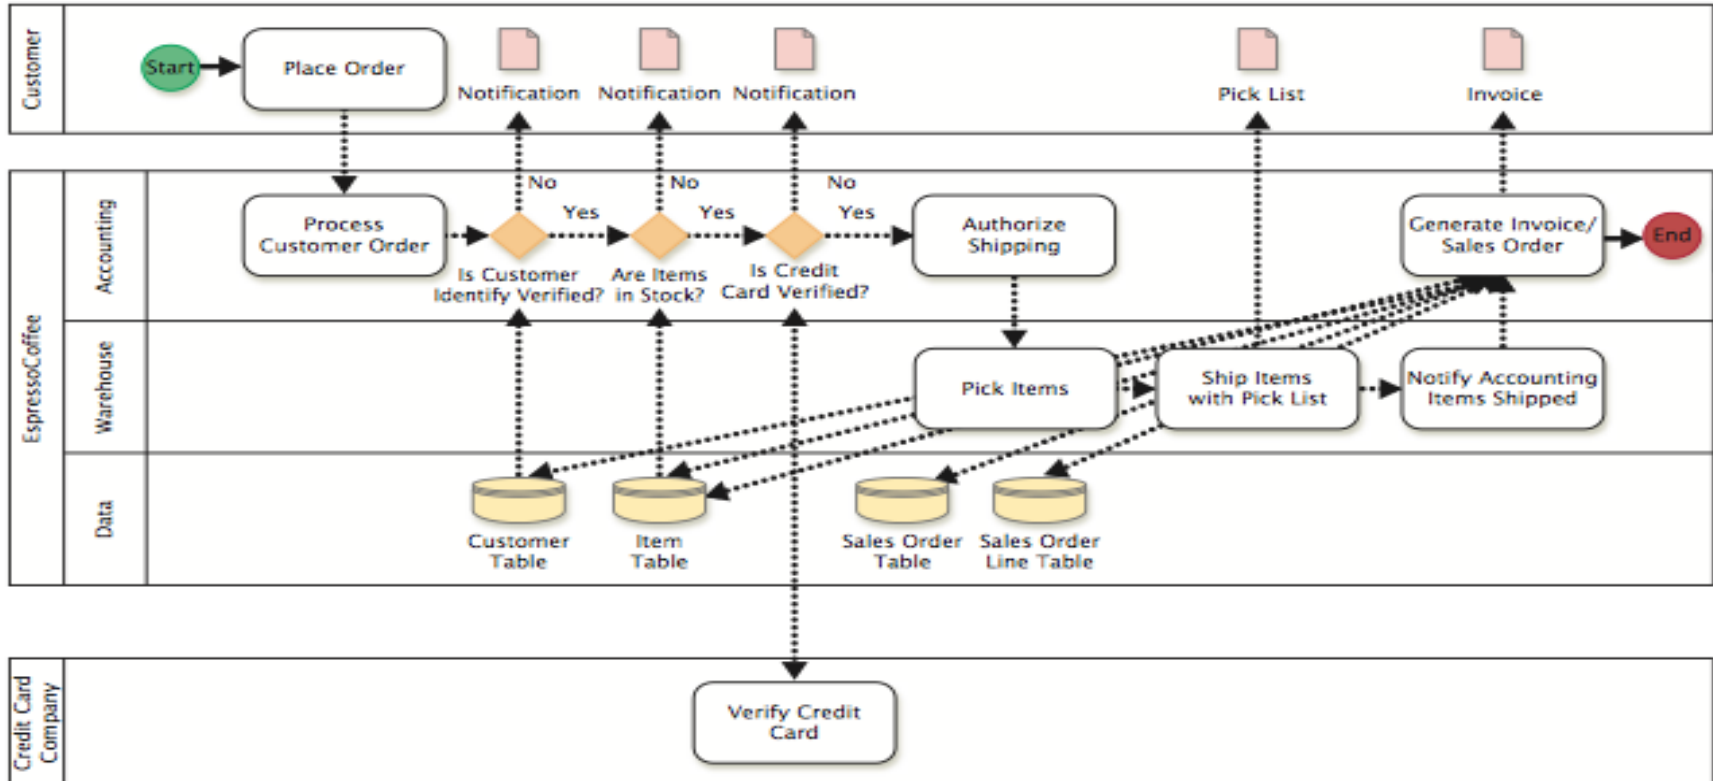 Customer
Start
Place Order
Notification
Notification
Notification
Pick List
Invoice
EspressoCoffee
Accounting
Process
Customer Order
No
Yes
Is Customer
Identify Verified?
No
Yes
Are Items
in Stock?
No
Yes
Is Credit
Card Verified?
Authorize
Shipping
Generate Invoice/
Sales Order
End
Warehouse
Pick Items
Ship Items
with Pick List
Notify Accounting
Items Shipped
Data
Customer
Table
Item
Table
Sales Order
Table
Sales Order
Line Table
Credit Card
Company
Verify Credit
Card